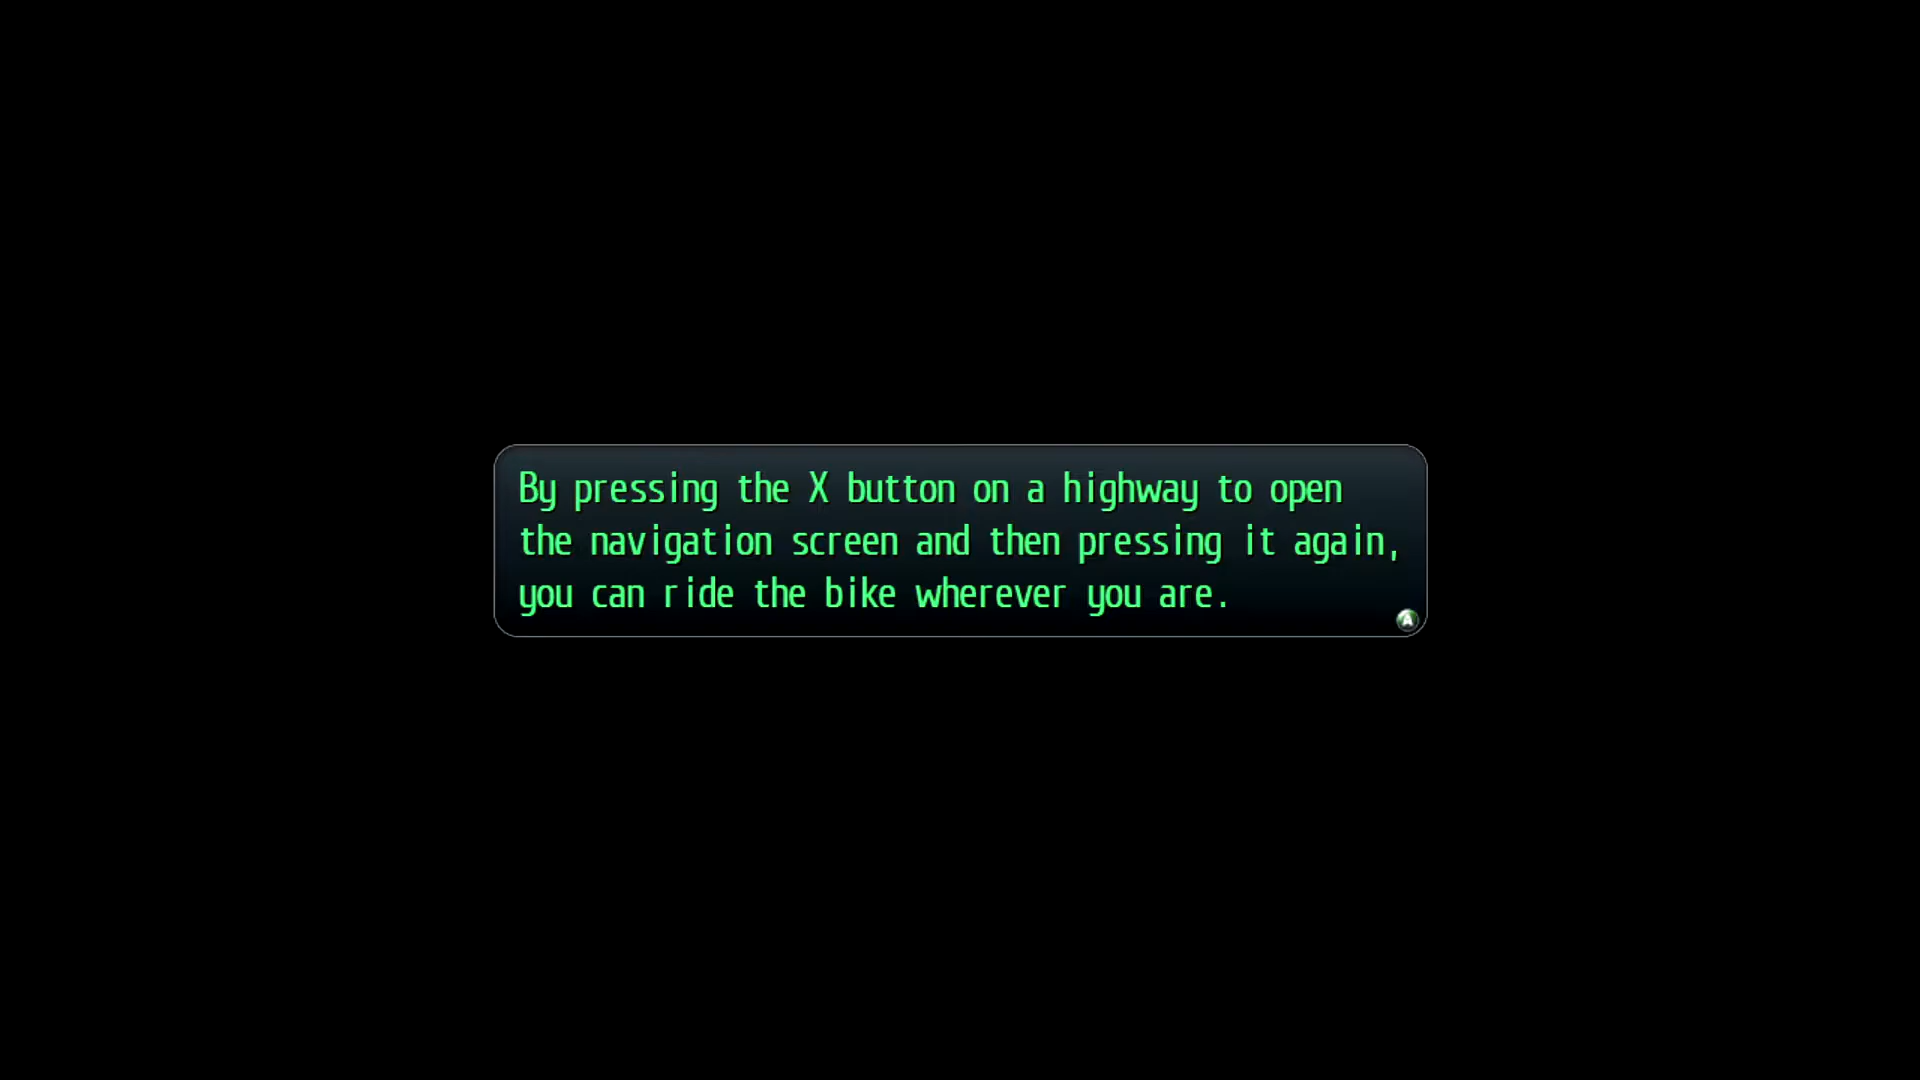 By pressing the X button on a highway to open
the navigation screen and then pressing it again,
you can ride the bike wherever you are.
A